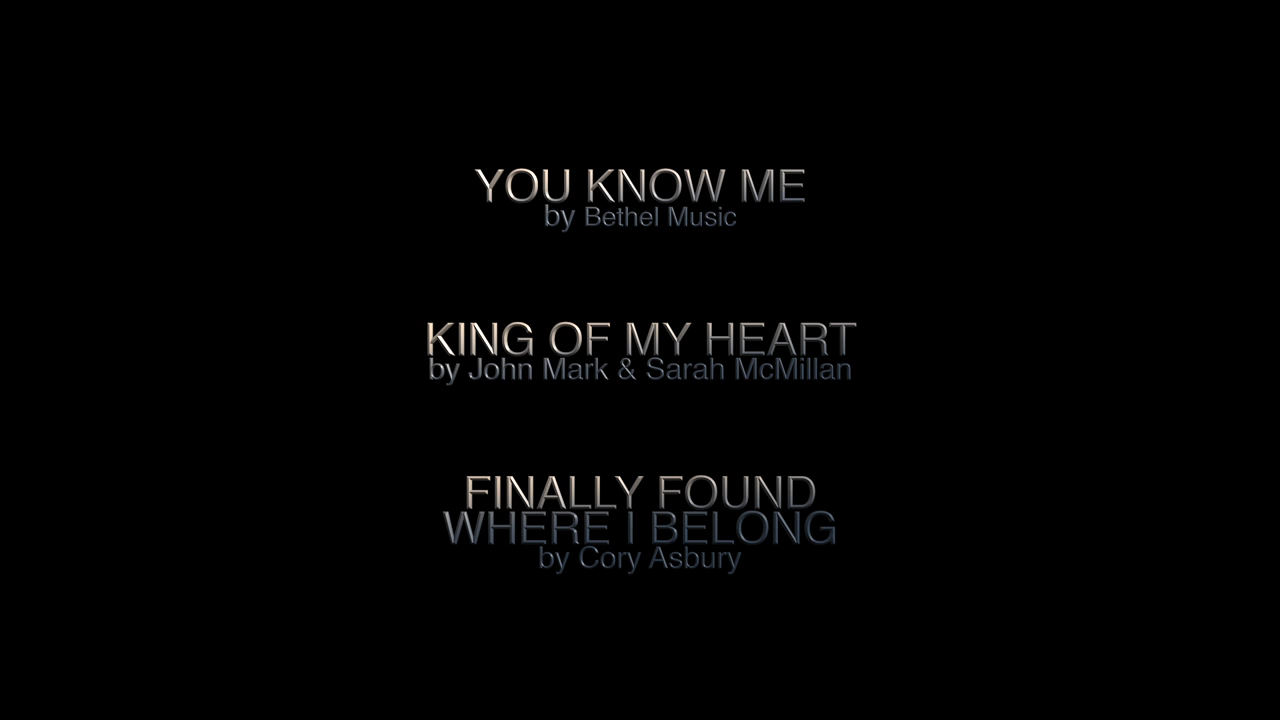 YOU KNOW ME
by Bethel Music
KING OF MY HEART
by John Mark & Sarah McMillan
FINALLY FOUND
WHERE I BELONG
by Cory Asbury